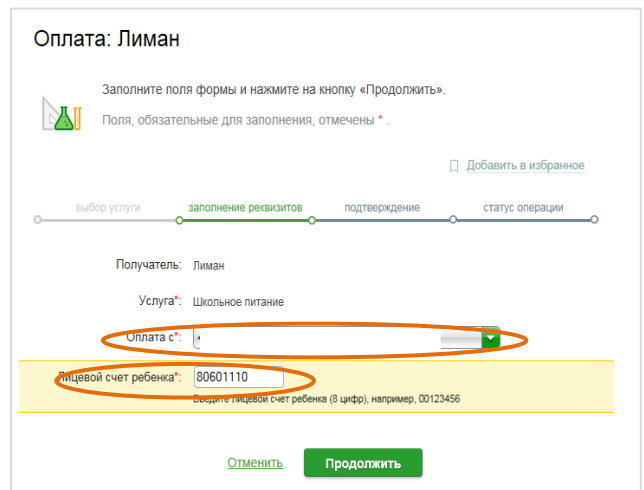 Оплата: Лиман
Заполните поля формы и нажмите на кнопку «Продолжить».
Поля, обязательные для заполнения, отмечены * .
Добавить в избранное
выбор услуги заполнение реквизитов подтверждение статус операции
Получатель: Лиман
Услуга*: Школьное питание
Оплата с*:
Лицевой счет ребенка*: 80601110
Введите лицевой счет ребенка (8 цифр), например, 00123456
Отменить Продолжить